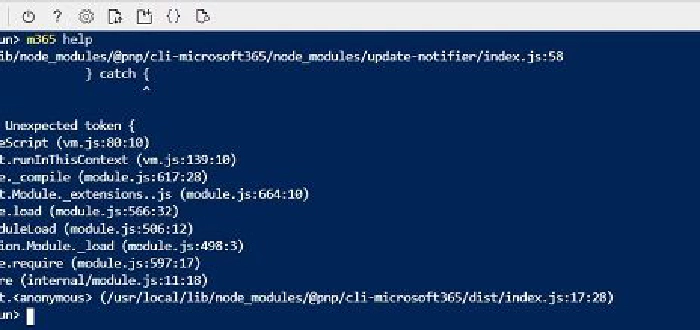 un> m365 help
ib/node_modules/@pnp/cli-microsoft365/node_modules/update-notifier/index.js:58
} catch {
^
Unexpected token {
eScript (vm.js:80:10)
t.runInThisContext (vm.js:139:10)
e._compile (module.js:617:28)
t.Module._extensions..js (module.js:664:10)
e.load (module.js:566:32)
duleLoad (module.js:506:12)
ion.Module._load (module.js:498:3)
e.require (module.js:597:17)
re (internal/module.js:11:18)
t.<anonymous> (/usr/local/lib/node_modules/@pnp/cli-microsoft365/dist/index.js:17:28)
un>